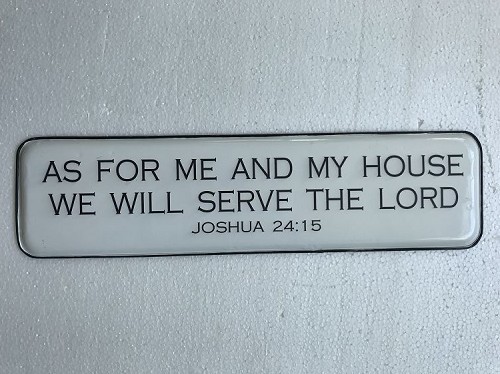 AS FOR ME AND MY HOUSE
WE WILL SERVE THE LORD
JOSHUA 24:15